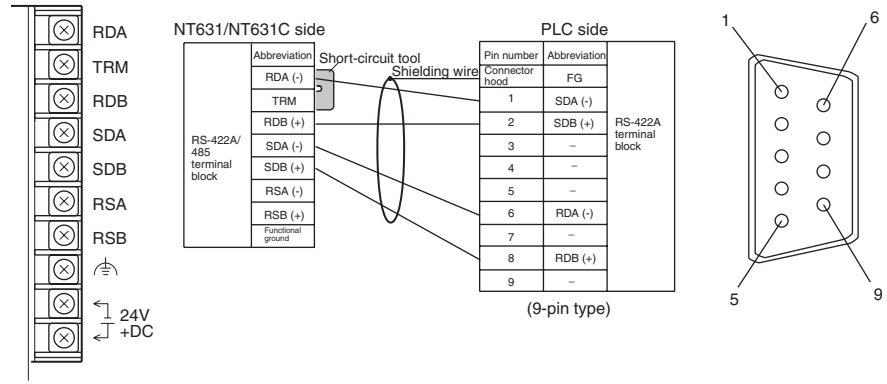 RDA
TRM
RDB
SDA
SDB
RSA
RSB
24V
+DC
NT631/NT631C side
RS-422A/
485
terminal
block
Abbreviation
RDA (-)
TRM
RDB (+)
SDA (-)
SDB (+)
RSA (-)
RSB (+)
Functional
ground
Short-circuit tool
Shielding wire
PLC side
Pin number Abbreviation
Connector
hood FG
1 SDA (-)
2 SDB (+)
3 –
4 –
5 –
6 RDA (-)
7 –
8 RDB (+)
9 –
RS-422A
terminal
block
(9-pin type)
1
6
5
9